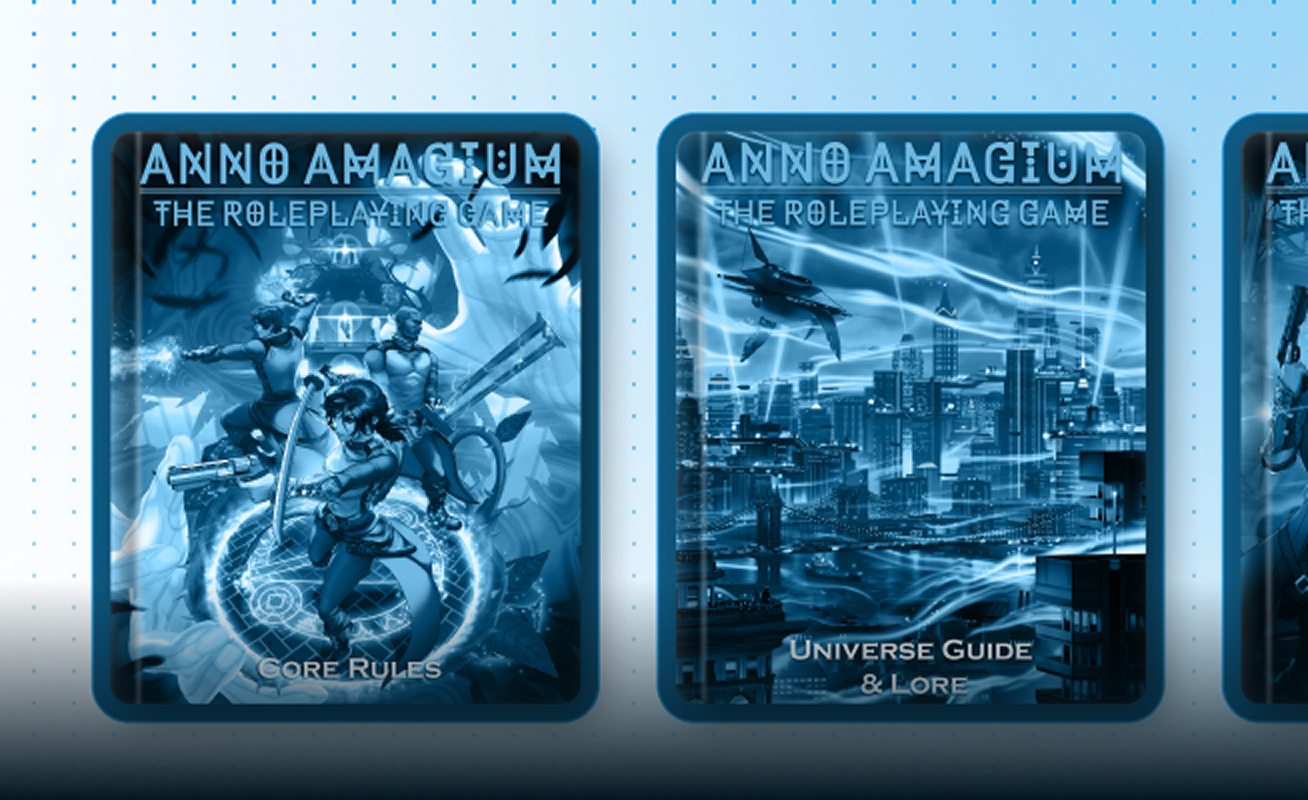 ANNO AMAGIUM
THE ROLEPLAYING GAME
CORE RULES
ANNO AMAGIUM
THE ROLEPLAYING GAME
UNIVERSE GUIDE
& LORE